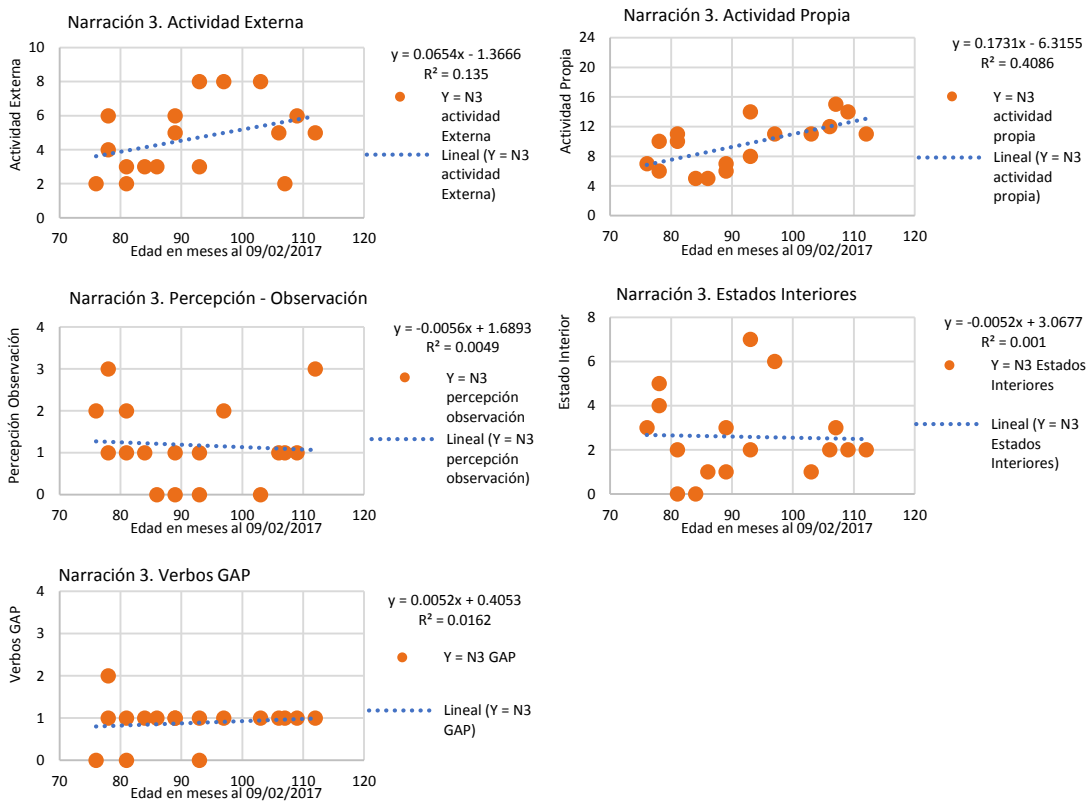 Narración 3. Actividad Externa
10
8
6
4
2
0
70
80
90
100
110
120
Actividad Externa
Edad en meses al 09/02/2017
y = 0.0654x - 1.3666
R² = 0.135
Y = N3
actividad
Externa
Lineal (Y = N3
actividad
Externa)
Narración 3. Actividad Propia
24
20
16
12
8
4
0
70
80
90
100
110
120
Actividad Propia
Edad en meses al 09/02/2017
y = 0.1731x - 6.3155
R² = 0.4086
Y = N3
actividad
propia
Lineal (Y = N3
actividad
propia)
Narración 3. Percepción - Observación
4
3
2
1
0
70
80
90
100
110
120
Percepción Observación
Edad en meses al 09/02/2017
y = -0.0056x + 1.6893
R² = 0.0049
Y = N3
percepción
observación
Lineal (Y = N3
percepción
observación)
Narración 3. Estados Interiores
8
6
4
2
0
70
80
90
100
110
120
Estado Interior
Edad en meses al 09/02/2017
y = -0.0052x + 3.0677
R² = 0.001
Y = N3 Estados
Interiores
Lineal (Y = N3
Estados
Interiores)
Narración 3. Verbos GAP
4
3
2
1
0
70
80
90
100
110
120
Verbos GAP
Edad en meses al 09/02/2017
y = 0.0052x + 0.4053
R² = 0.0162
Y = N3 GAP
Lineal (Y = N3
GAP)